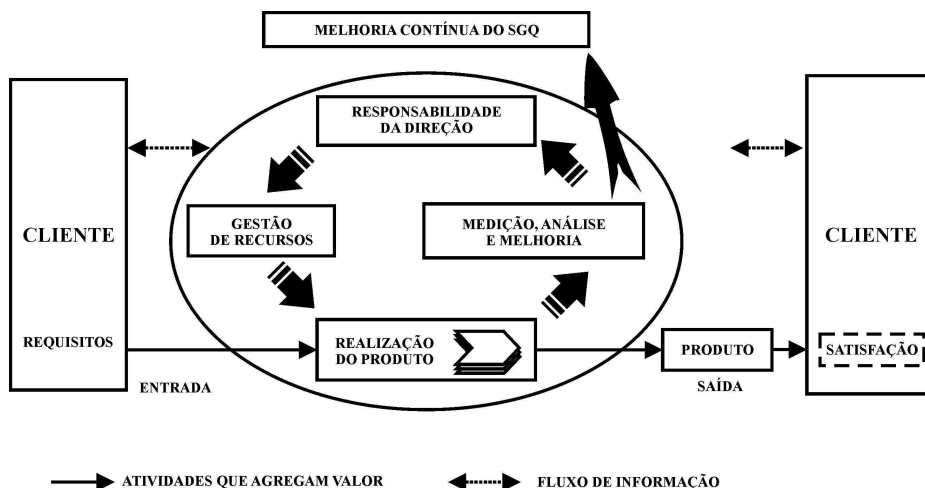 MELHORIA CONTÍNUA DO SGQ
RESPONSABILIDADE
DA DIREÇÃO
CLIENTE
GESTÃO
DE RECURSOS
MEDIÇÃO, ANÁLISE
E MELHORIA
CLIENTE
REQUISITOS
REALIZAÇÃO
DO PRODUTO
PRODUTO
SATISFAÇÃO
ENTRADA
SAÍDA
ATIVIDADES QUE AGREGAM VALOR
FLUXO DE INFORMAÇÃO